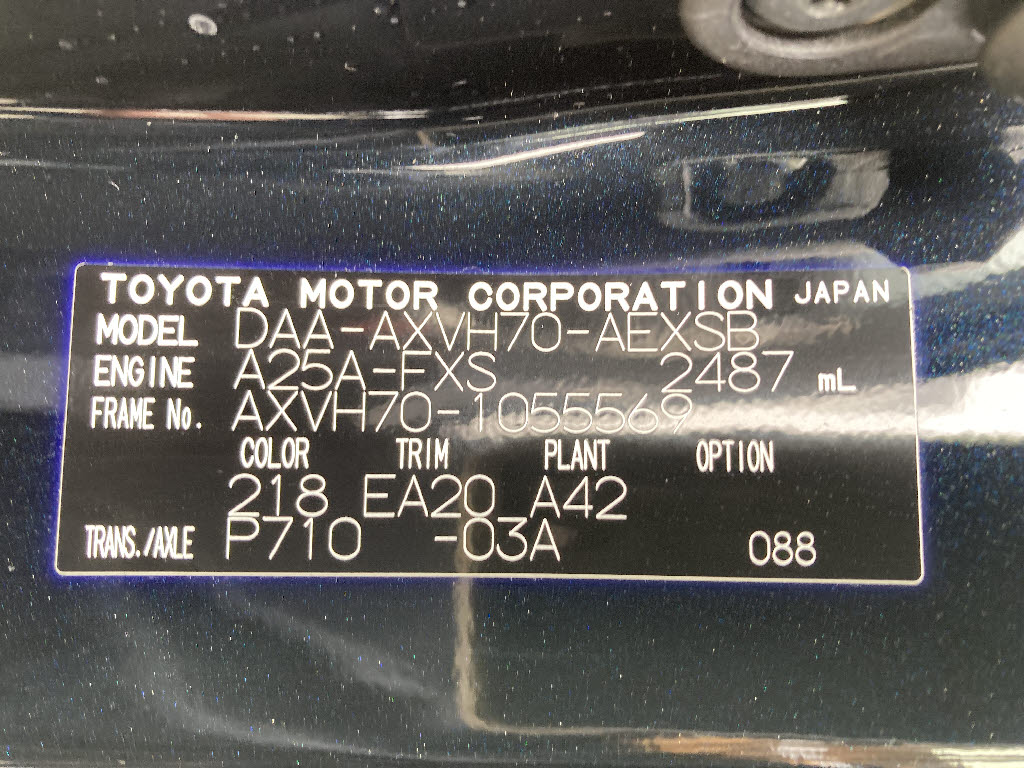 TOYOTA MOTOR CORPORATION JAPAN
MODEL DAA-AXVH70-AEXSB
ENGINE A25A-FXS 2487 mL
FRAME No. AXVH70-1055569
COLOR TRIM PLANT OPTION
218 EA20 A42
TRANS./AXLE P710 -03A 088